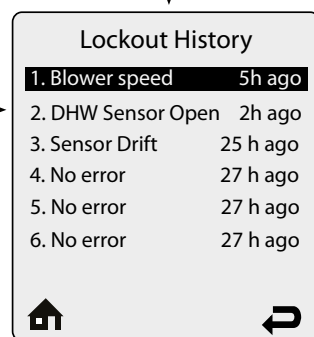 Lockout History
1. Blower speed 5h ago
2. DHW Sensor Open 2h ago
3. Sensor Drift 25 h ago
4. No error 27 h ago
5. No error 27 h ago
6. No error 27 h ago